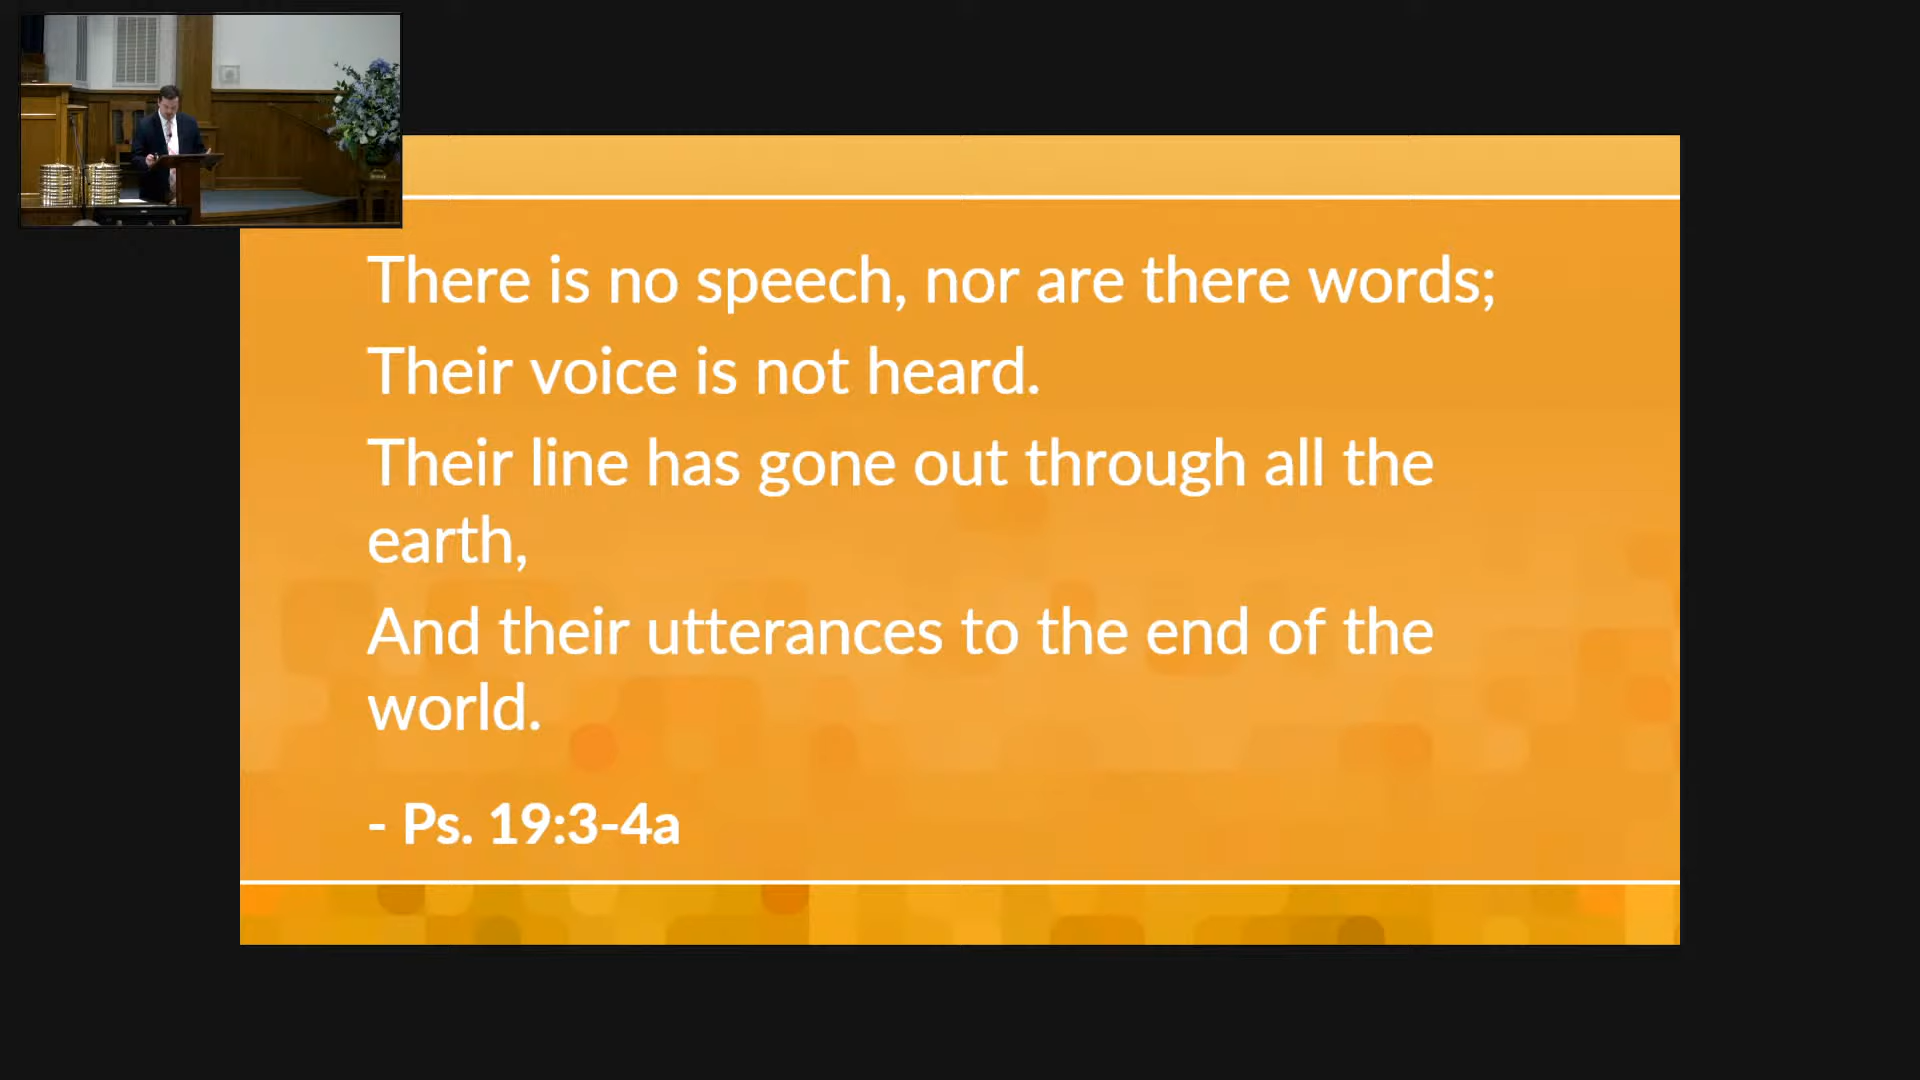 There is no speech, nor are there words;
Their voice is not heard.
Their line has gone out through all the
earth,
And their utterances to the end of the
world.
- Ps. 19:3-4a